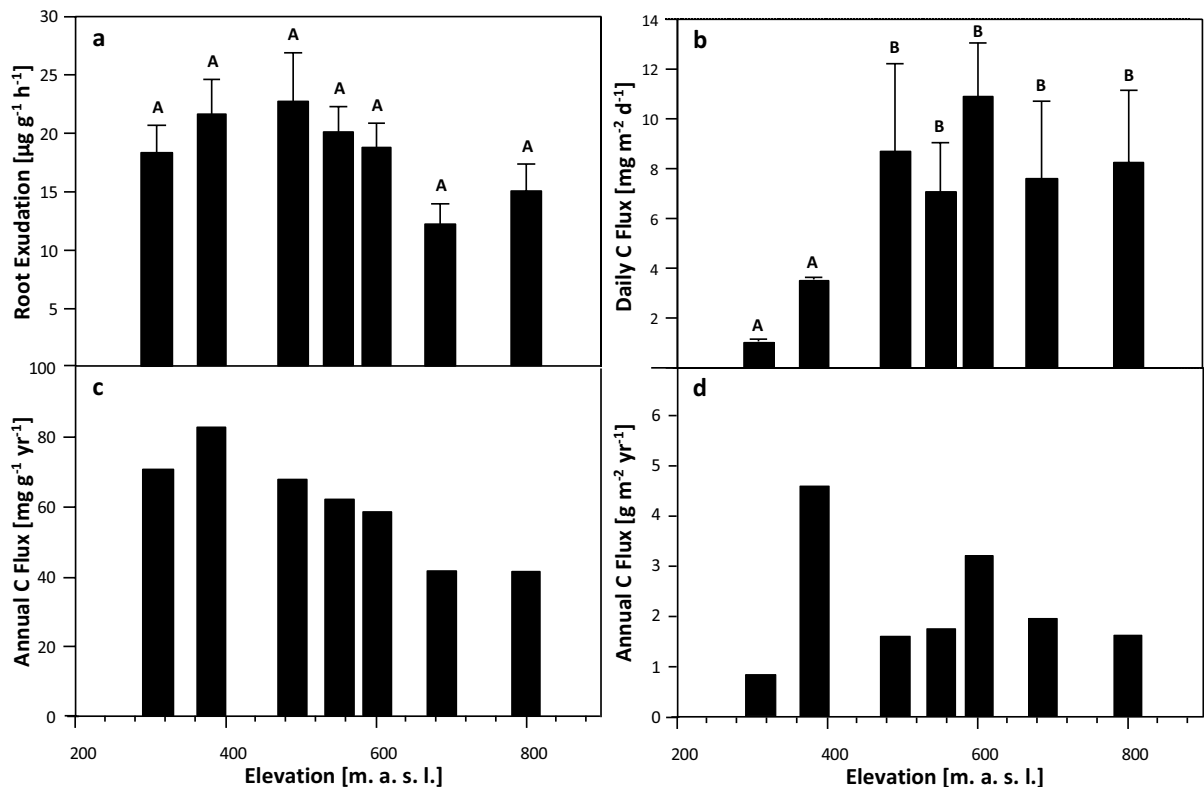 a
Root Exudation [µg g-1 h-1]
30
25
20
15
10
5
A A A A A A A
b
Daily C Flux [mg m-2 d-1]
14
12
10
8
6
4
2
A A B B B B B
c
Annual C Flux [mg g-1 yr-1]
100
80
60
40
20
0
200 400 600 800
Elevation [m. a. s. l.]
d
Annual C Flux [g m-2 yr-1]
6
5
4
3
2
1
0
200 400 600 800
Elevation [m. a. s. l.]